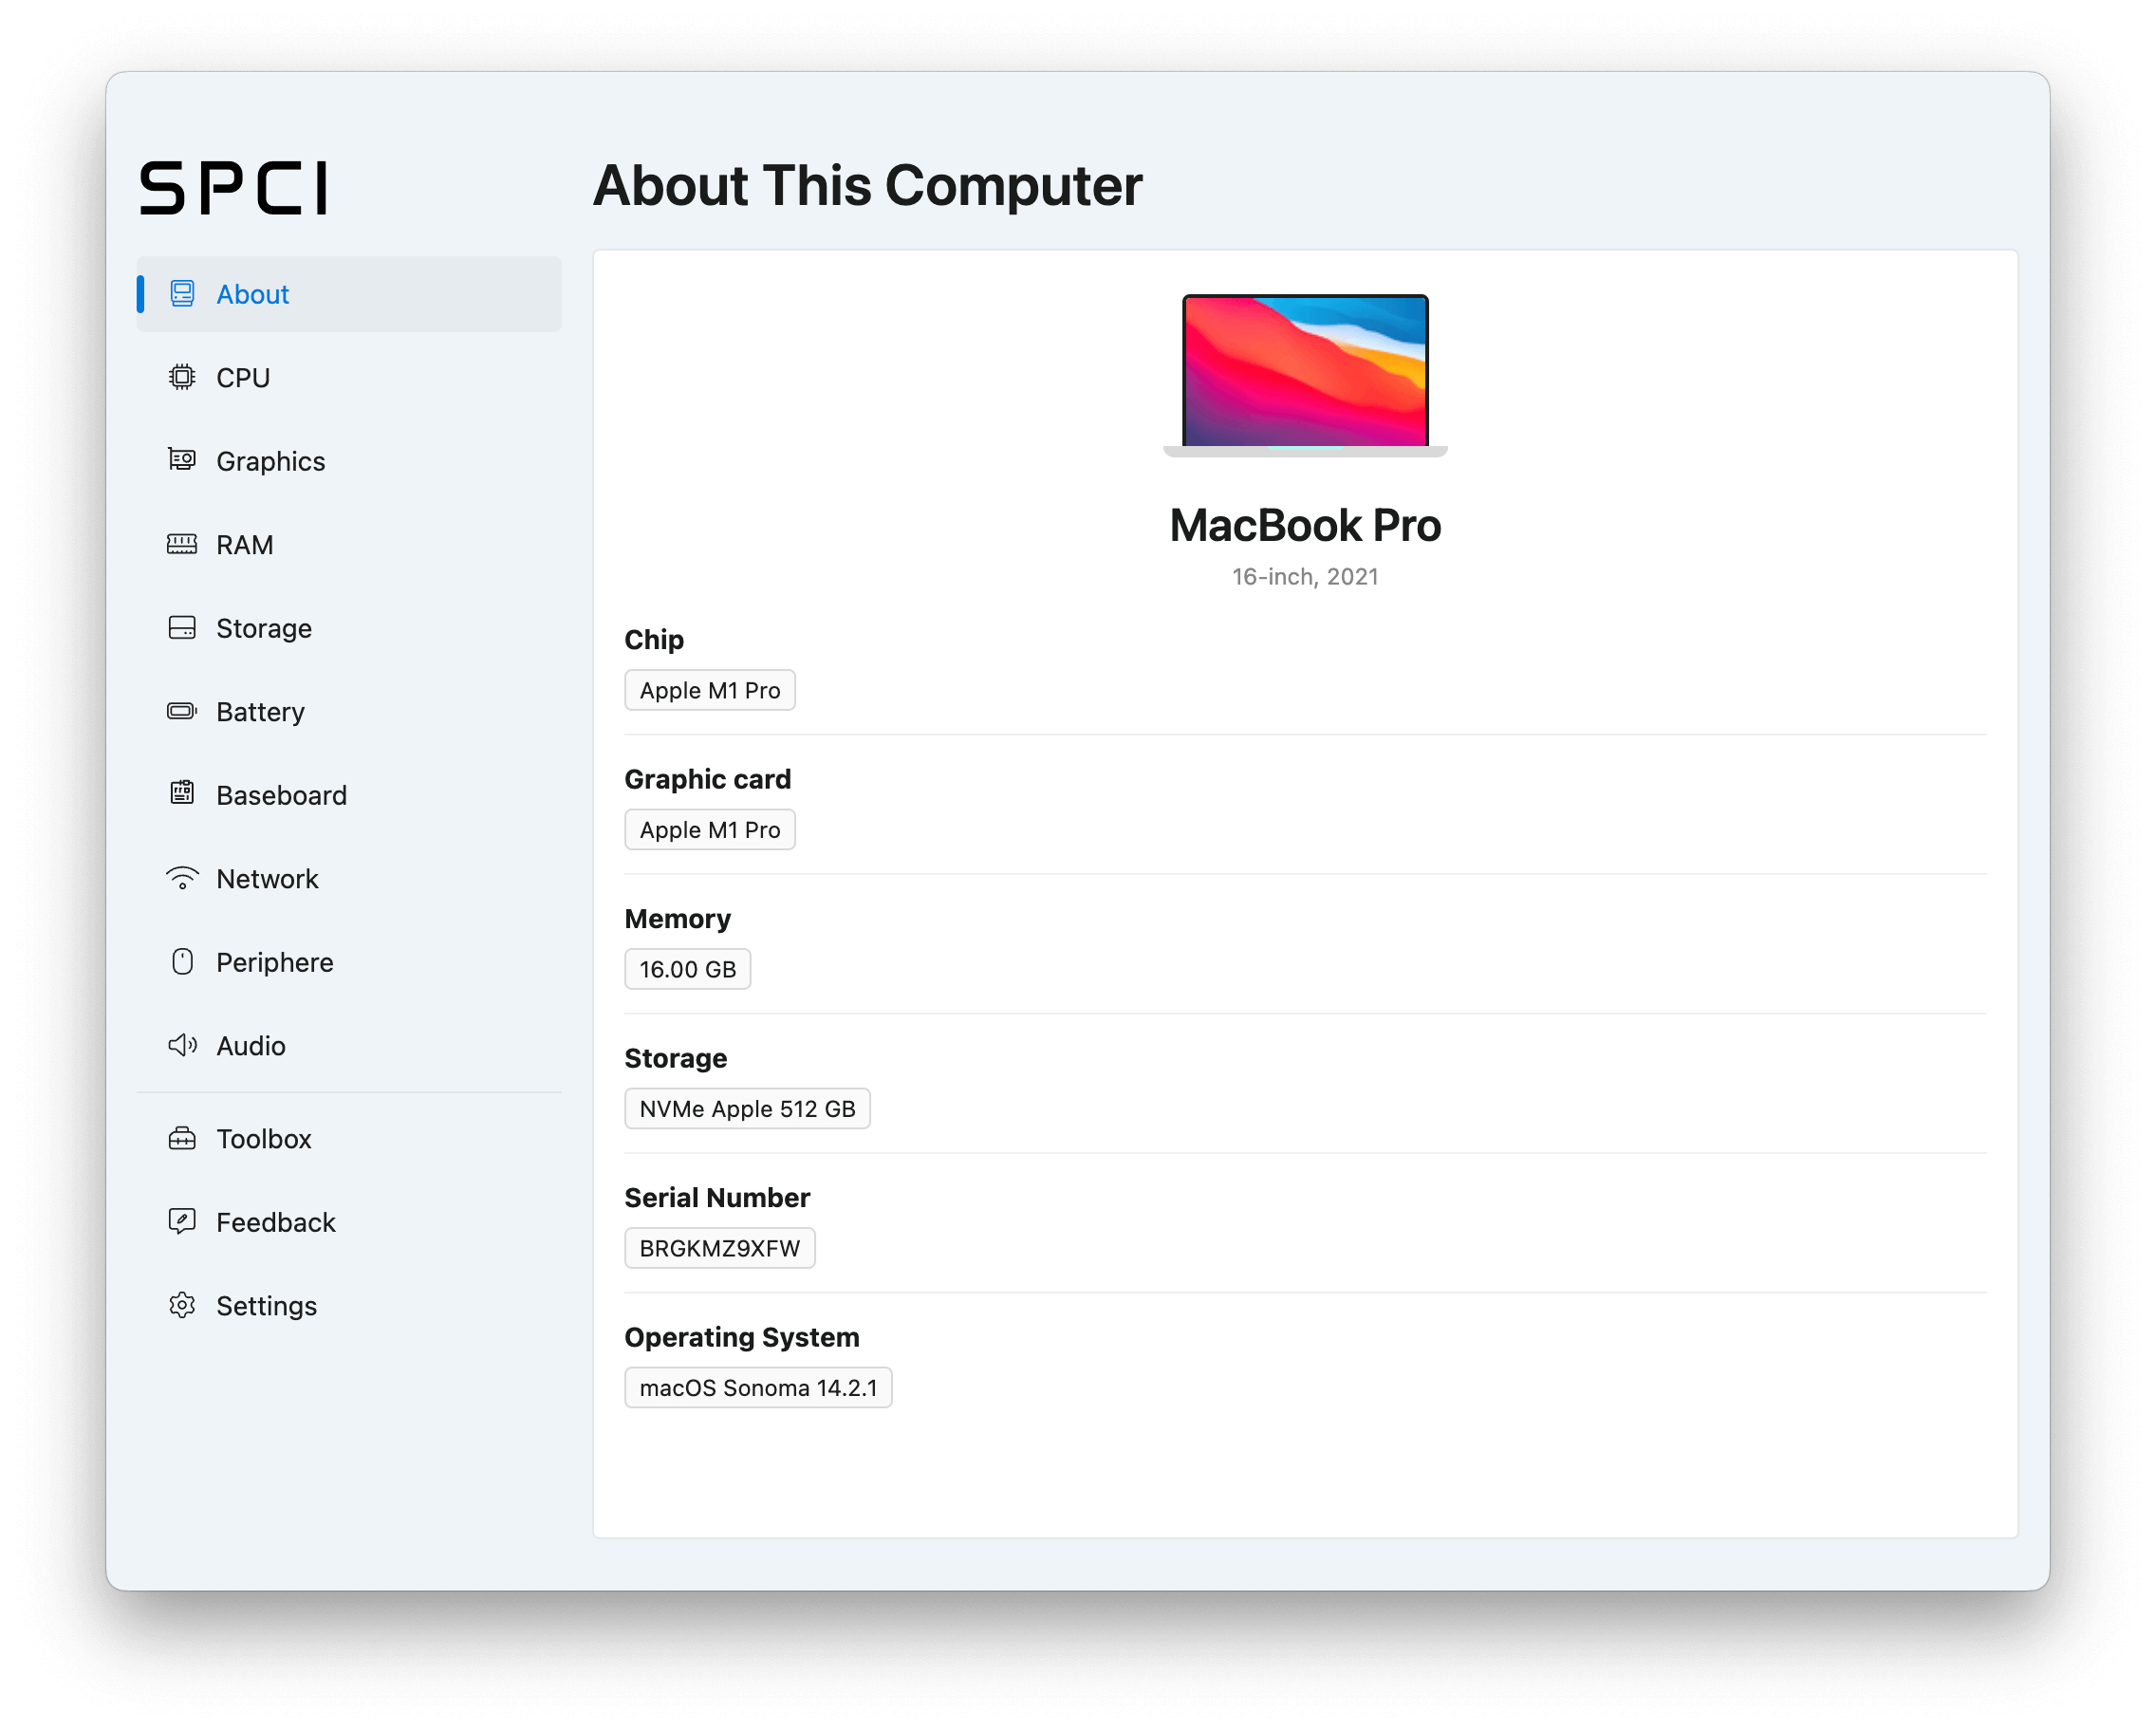 SPCI
About
CPU
Graphics
RAM
Storage
Battery
Baseboard
Network
Periphere
Audio
Toolbox
Feedback
Settings
About This Computer
MacBook Pro
16-inch, 2021
Chip
Apple M1 Pro
Graphic card
Apple M1 Pro
Memory
16.00 GB
Storage
NVMe Apple 512 GB
Serial Number
BRGKMZ9XFW
Operating System
macOS Sonoma 14.2.1